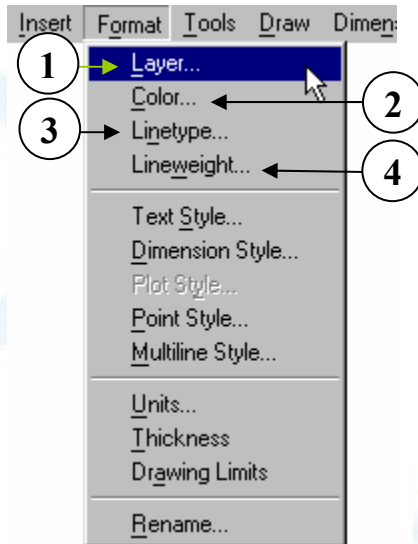 Insert Format Tools Draw Dimen
1 Layer...
Color... 2
3 Linetype...
Lineweight... 4
Text Style...
Dimension Style...
Plot Style...
Point Style...
Multiline Style...
Units...
Thickness
Drawing Limits
Rename...